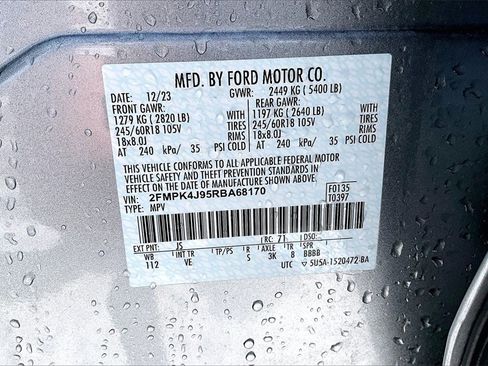 MFD. BY FORD MOTOR CO.
DATE: 12/23 GVWR: 2449 KG ( 5400 LB)
FRONT GAWR: REAR GAWR:
1279 KG ( 2820 LB) WITH 1197 KG ( 2640 LB) WITH
245/60R18 105V TIRES 245/60R18 105V TIRES
18x8.0J RIMS 18x8.0J RIMS
AT 240 kPa/ 35 PSI COLD AT 240 kPa/ 35 PSI COLD
THIS VEHICLE CONFORMS TO ALL APPLICABLE FEDERAL MOTOR
VEHICLE SAFETY AND THEFT PREVENTION STANDARDS IN
EFFECT ON THE DATE OF MANUFACTURE SHOWN ABOVE.
VIN: 2FMPK4J95RBA68170 F0135
TYPE: MPV T0397
EXT PNT: JS RC: 71 DSO:
WB INT TR TP/PS R AXLE TR SPR
112 VE S 3K 8 BBBB
UTC ▽ 5U5A-1520472-BA